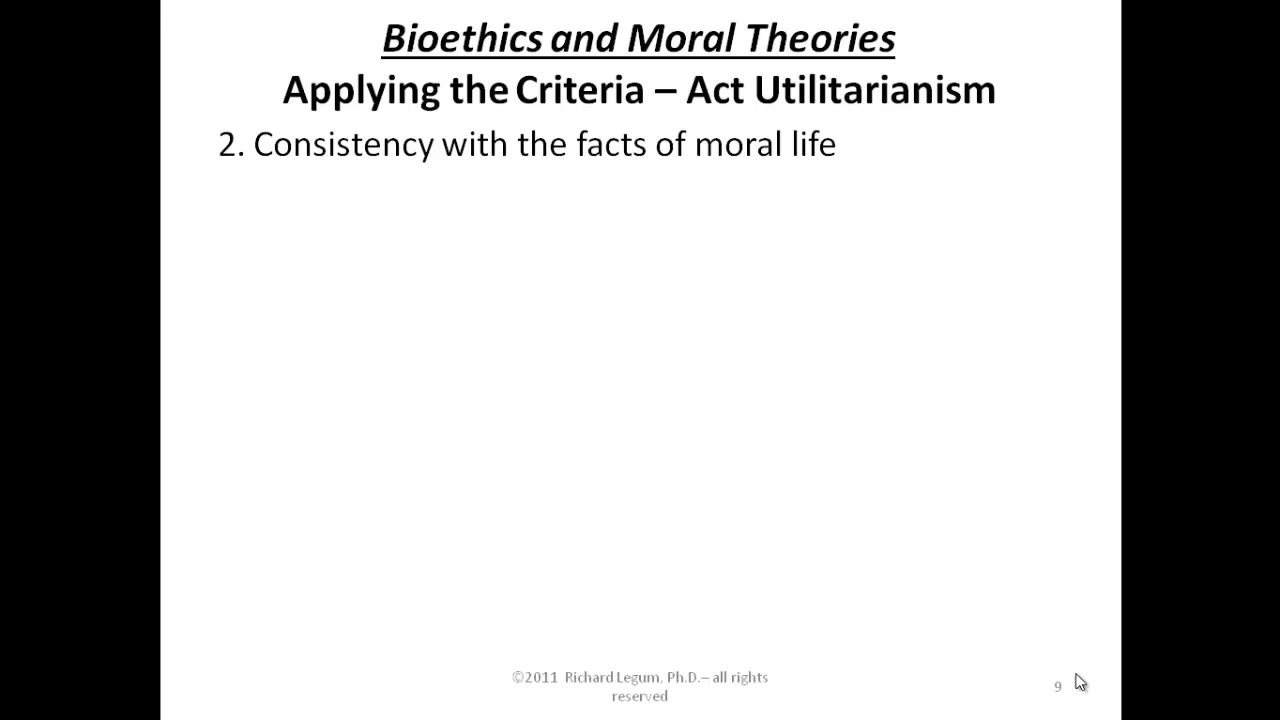 Bioethics and Moral Theories
Applying the Criteria – Act Utilitarianism
2. Consistency with the facts of moral life
©2011 Richard Legum, Ph.D.– all rights
reserved
9